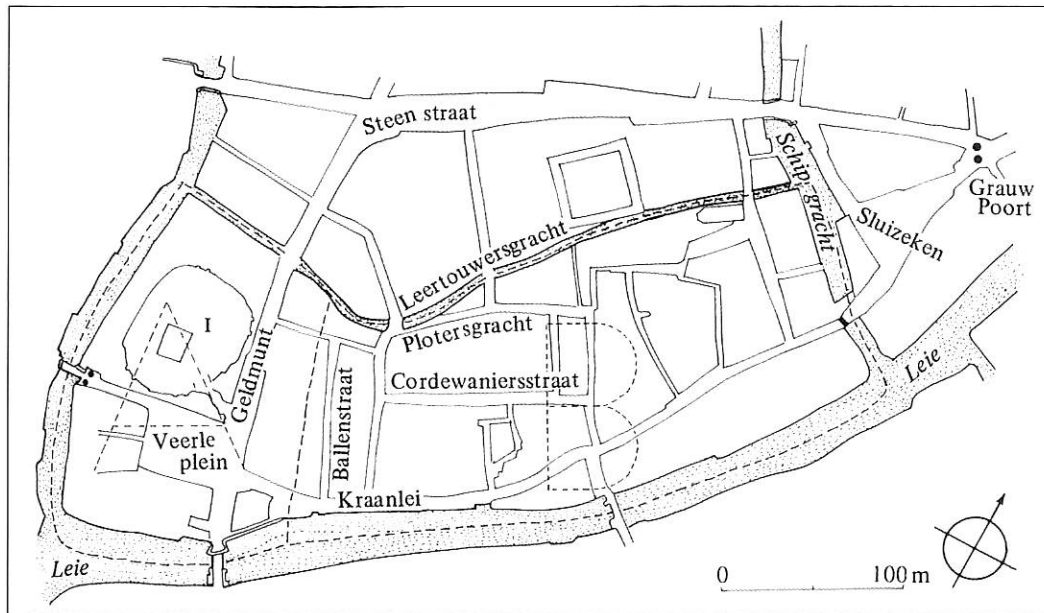 Steen straat
Schip-
gracht
Grauw
Poort
Sluizeken
Leertouwersgracht
I
Geldmunt
Plotersgracht
Cordewaniersstraat
Ballenstraat
Veerle
plein
Kraanlei
Leie
Leie
0 100 m